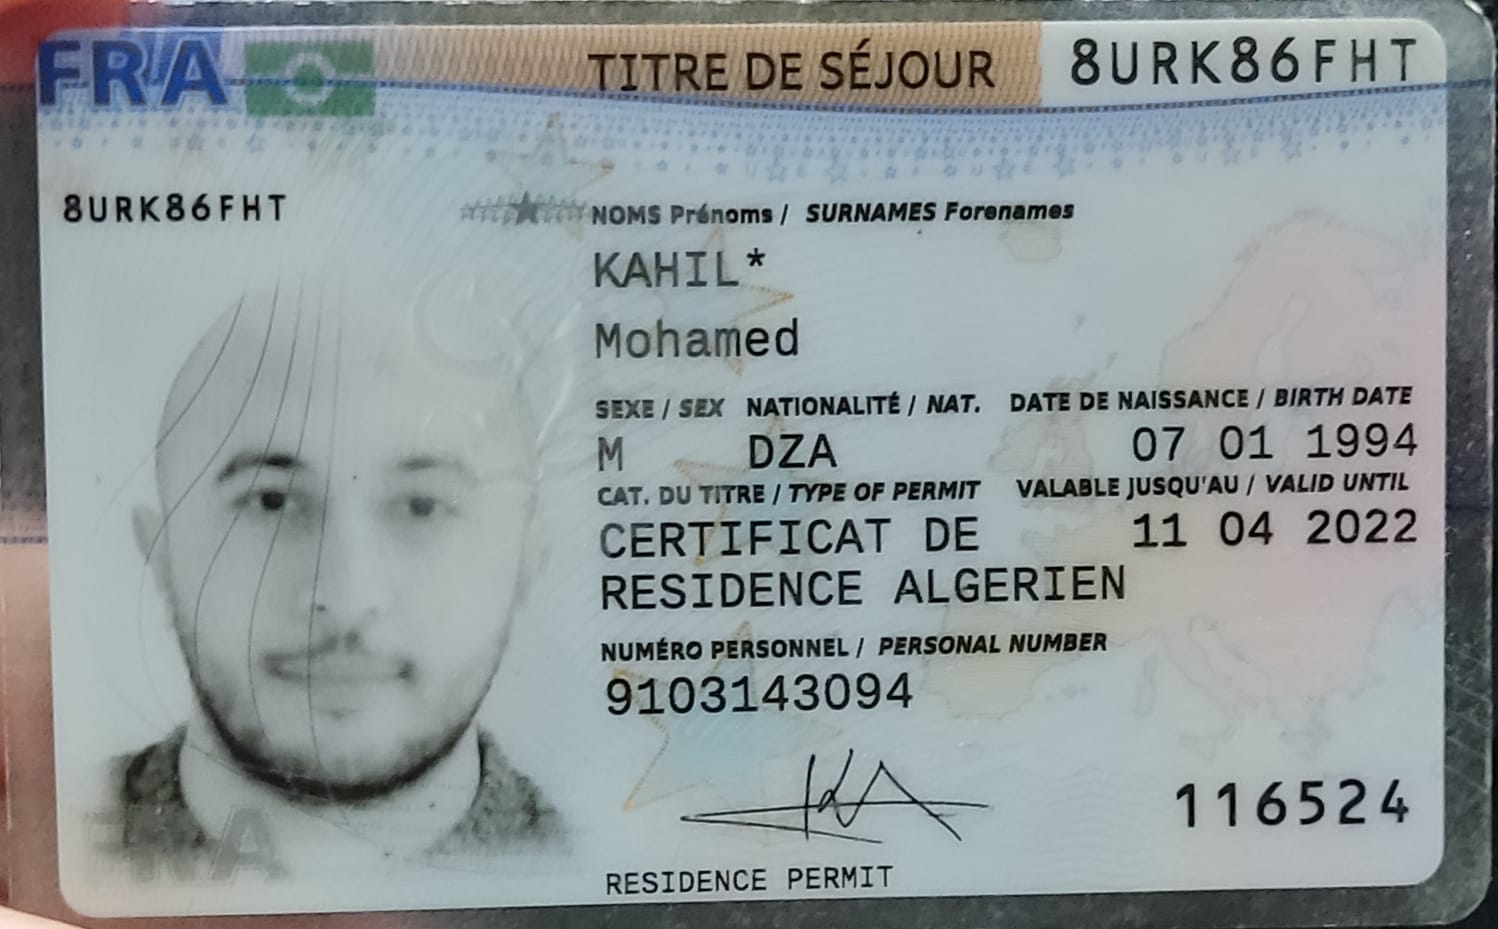 FRA
TITRE DE SÉJOUR
8URK86FHT
8URK86FHT
NOMS Prénoms / SURNAMES Forenames
KAHIL*
Mohamed
SEXE / SEX NATIONALITÉ / NAT. DATE DE NAISSANCE / BIRTH DATE
M DZA 07 01 1994
CAT. DU TITRE / TYPE OF PERMIT VALABLE JUSQU'AU / VALID UNTIL
CERTIFICAT DE 11 04 2022
RESIDENCE ALGERIEN
NUMÉRO PERSONNEL / PERSONAL NUMBER
9103143094
116524
FRA
RESIDENCE PERMIT